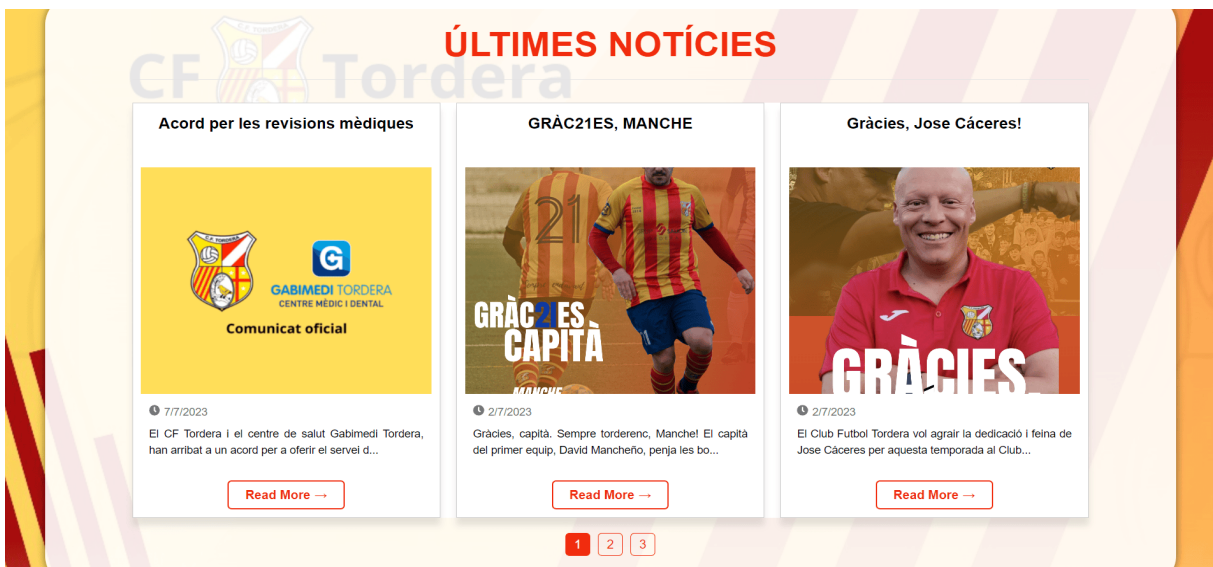 ÚLTIMES NOTÍCIES
CF Tordera
Acord per les revisions mèdiques
C.F. TORDERA
G
GABIMEDI TORDERA
CENTRE MÈDIC I DENTAL
Comunicat oficial
7/7/2023
El CF Tordera i el centre de salut Gabimedi Tordera,
han arribat a un acord per a oferir el servei d...
Read More →
GRÀC21ES, MANCHE
21
21
GRÀC21ES
CAPITÀ
MANCHE
2/7/2023
Gràcies, capità. Sempre torderenc, Manche! El capità
del primer equip, David Mancheño, penja les bo...
Read More →
Gràcies, Jose Cáceres!
GRÀCIES,
2/7/2023
El Club Futbol Tordera vol agrair la dedicació i feina de
Jose Cáceres per aquesta temporada al Club...
Read More →
1 2 3